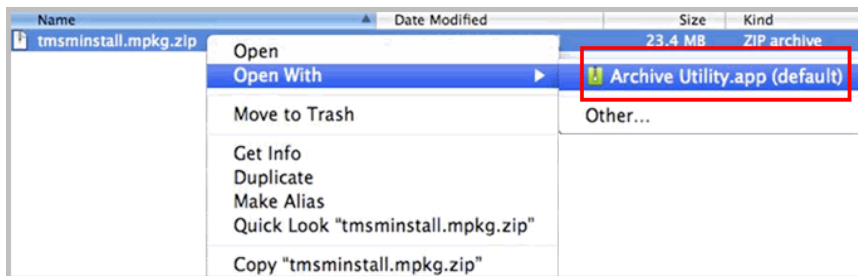 Name Date Modified Size Kind
tmsminstall.mpkg.zip 23.4 MB ZIP archive
Open
Open With Archive Utility.app (default)
Move to Trash Other...
Get Info
Duplicate
Make Alias
Quick Look "tmsminstall.mpkg.zip"
Copy "tmsminstall.mpkg.zip"